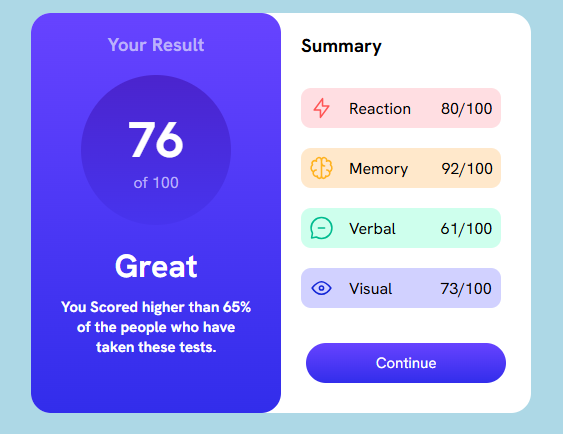 Your Result
76
of 100
Great
You Scored higher than 65%
of the people who have
taken these tests.
Summary
Reaction 80/100
Memory 92/100
Verbal 61/100
Visual 73/100
Continue